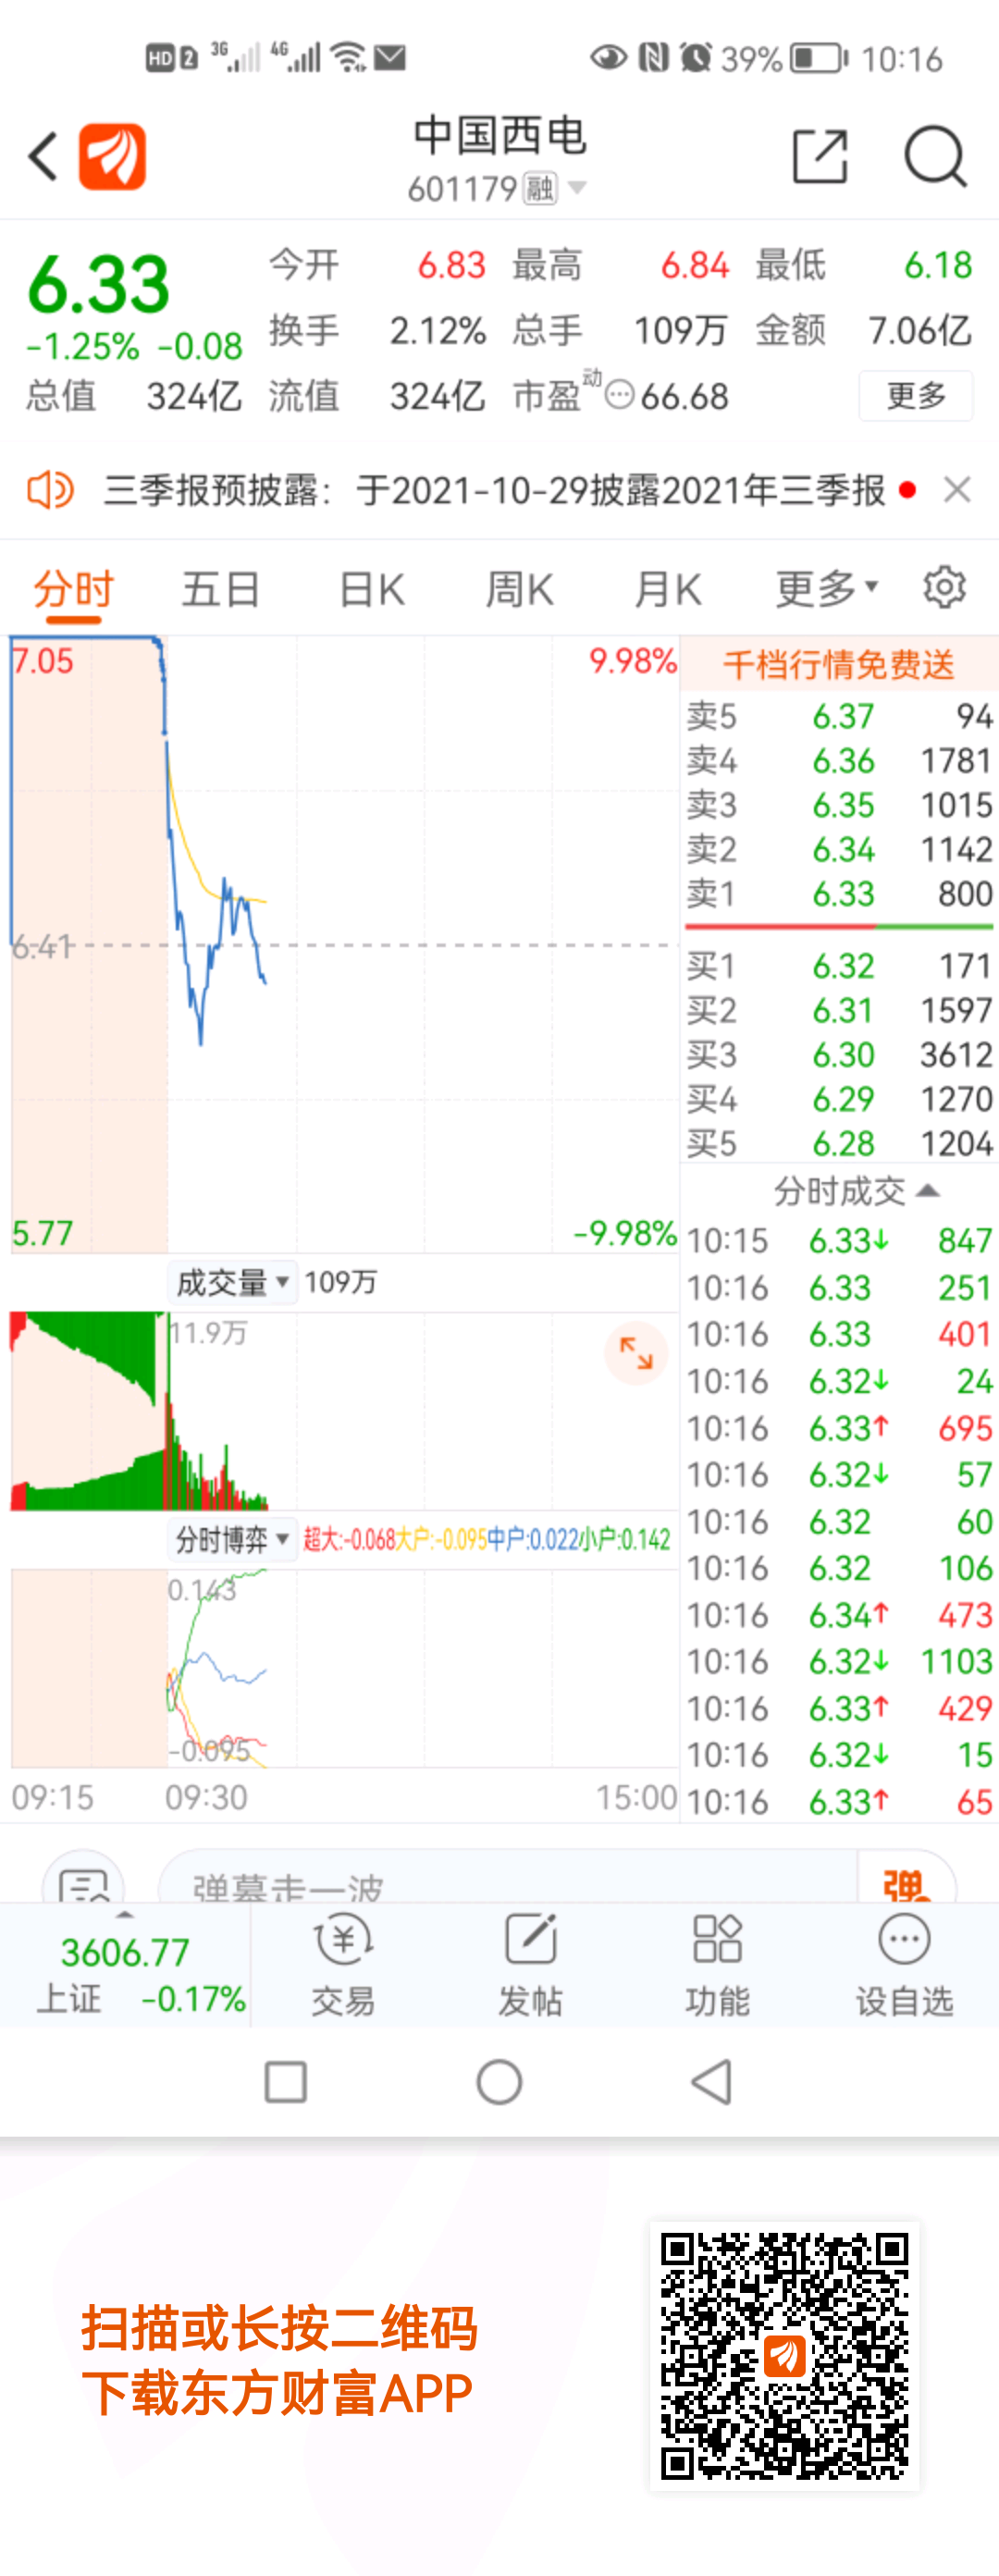 HD 2 3G 4G 39% 10:16
中国西电
601179 融
6.33 今开 6.83 最高 6.84 最低 6.18
-1.25% -0.08 换手 2.12% 总手 109万 金额 7.06亿
总值 324亿 流值 324亿 市盈动 66.68 更多
三季报预披露：于2021-10-29披露2021年三季报
分时 五日 日K 周K 月K 更多
7.05 9.98%
6.41
5.77 -9.98%
成交量 109万
11.9万
分时博弈 超大:-0.068大户:-0.095中户:0.022小户:0.142
0.143
-0.095
09:15 09:30 15:00
千档行情免费送
卖5 6.37 94
卖4 6.36 1781
卖3 6.35 1015
卖2 6.34 1142
卖1 6.33 800
买1 6.32 171
买2 6.31 1597
买3 6.30 3612
买4 6.29 1270
买5 6.28 1204
分时成交
10:15 6.33↓ 847
10:16 6.33 251
10:16 6.33 401
10:16 6.32↓ 24
10:16 6.33↑ 695
10:16 6.32↓ 57
10:16 6.32 60
10:16 6.32 106
10:16 6.34↑ 473
10:16 6.32↓ 1103
10:16 6.33↑ 429
10:16 6.32↓ 15
10:16 6.33↑ 65
弹幕走一波 弹
3606.77
上证 -0.17% 交易 发帖 功能 设自选
扫描或长按二维码
下载东方财富APP